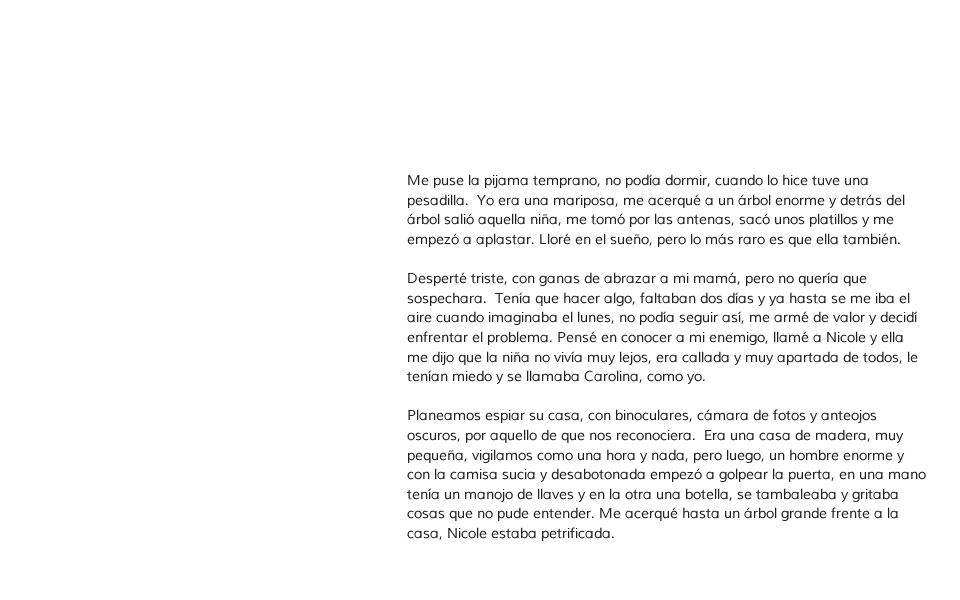 Me puse la pijama temprano, no podía dormir, cuando lo hice tuve una
pesadilla.  Yo era una mariposa, me acerqué a un árbol enorme y detrás del
árbol salió aquella niña, me tomó por las antenas, sacó unos platillos y me
empezó a aplastar. Lloré en el sueño, pero lo más raro es que ella también.
Desperté triste, con ganas de abrazar a mi mamá, pero no quería que
sospechara.  Tenía que hacer algo, faltaban dos días y ya hasta se me iba el
aire cuando imaginaba el lunes, no podía seguir así, me armé de valor y decidí
enfrentar el problema. Pensé en conocer a mi enemigo, llamé a Nicole y ella
me dijo que la niña no vivía muy lejos, era callada y muy apartada de todos, le
tenían miedo y se llamaba Carolina, como yo.
Planeamos espiar su casa, con binoculares, cámara de fotos y anteojos
oscuros, por aquello de que nos reconociera.  Era una casa de madera, muy
pequeña, vigilamos como una hora y nada, pero luego, un hombre enorme y
con la camisa sucia y desabotonada empezó a golpear la puerta, en una mano
tenía un manojo de llaves y en la otra una botella, se tambaleaba y gritaba
cosas que no pude entender. Me acerqué hasta un árbol grande frente a la
casa, Nicole estaba petrificada.